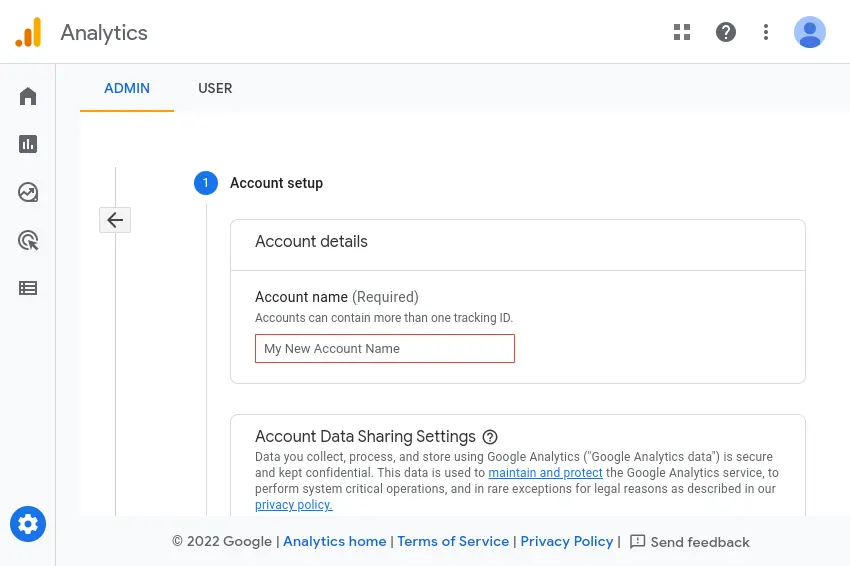 Analytics
ADMIN USER
1 Account setup
Account details
Account name (Required)
Accounts can contain more than one tracking ID.
My New Account Name
Account Data Sharing Settings
Data you collect, process, and store using Google Analytics ("Google Analytics data") is secure
and kept confidential. This data is used to maintain and protect the Google Analytics service, to
perform system critical operations, and in rare exceptions for legal reasons as described in our
privacy policy.
© 2022 Google | Analytics home | Terms of Service | Privacy Policy | Send feedback